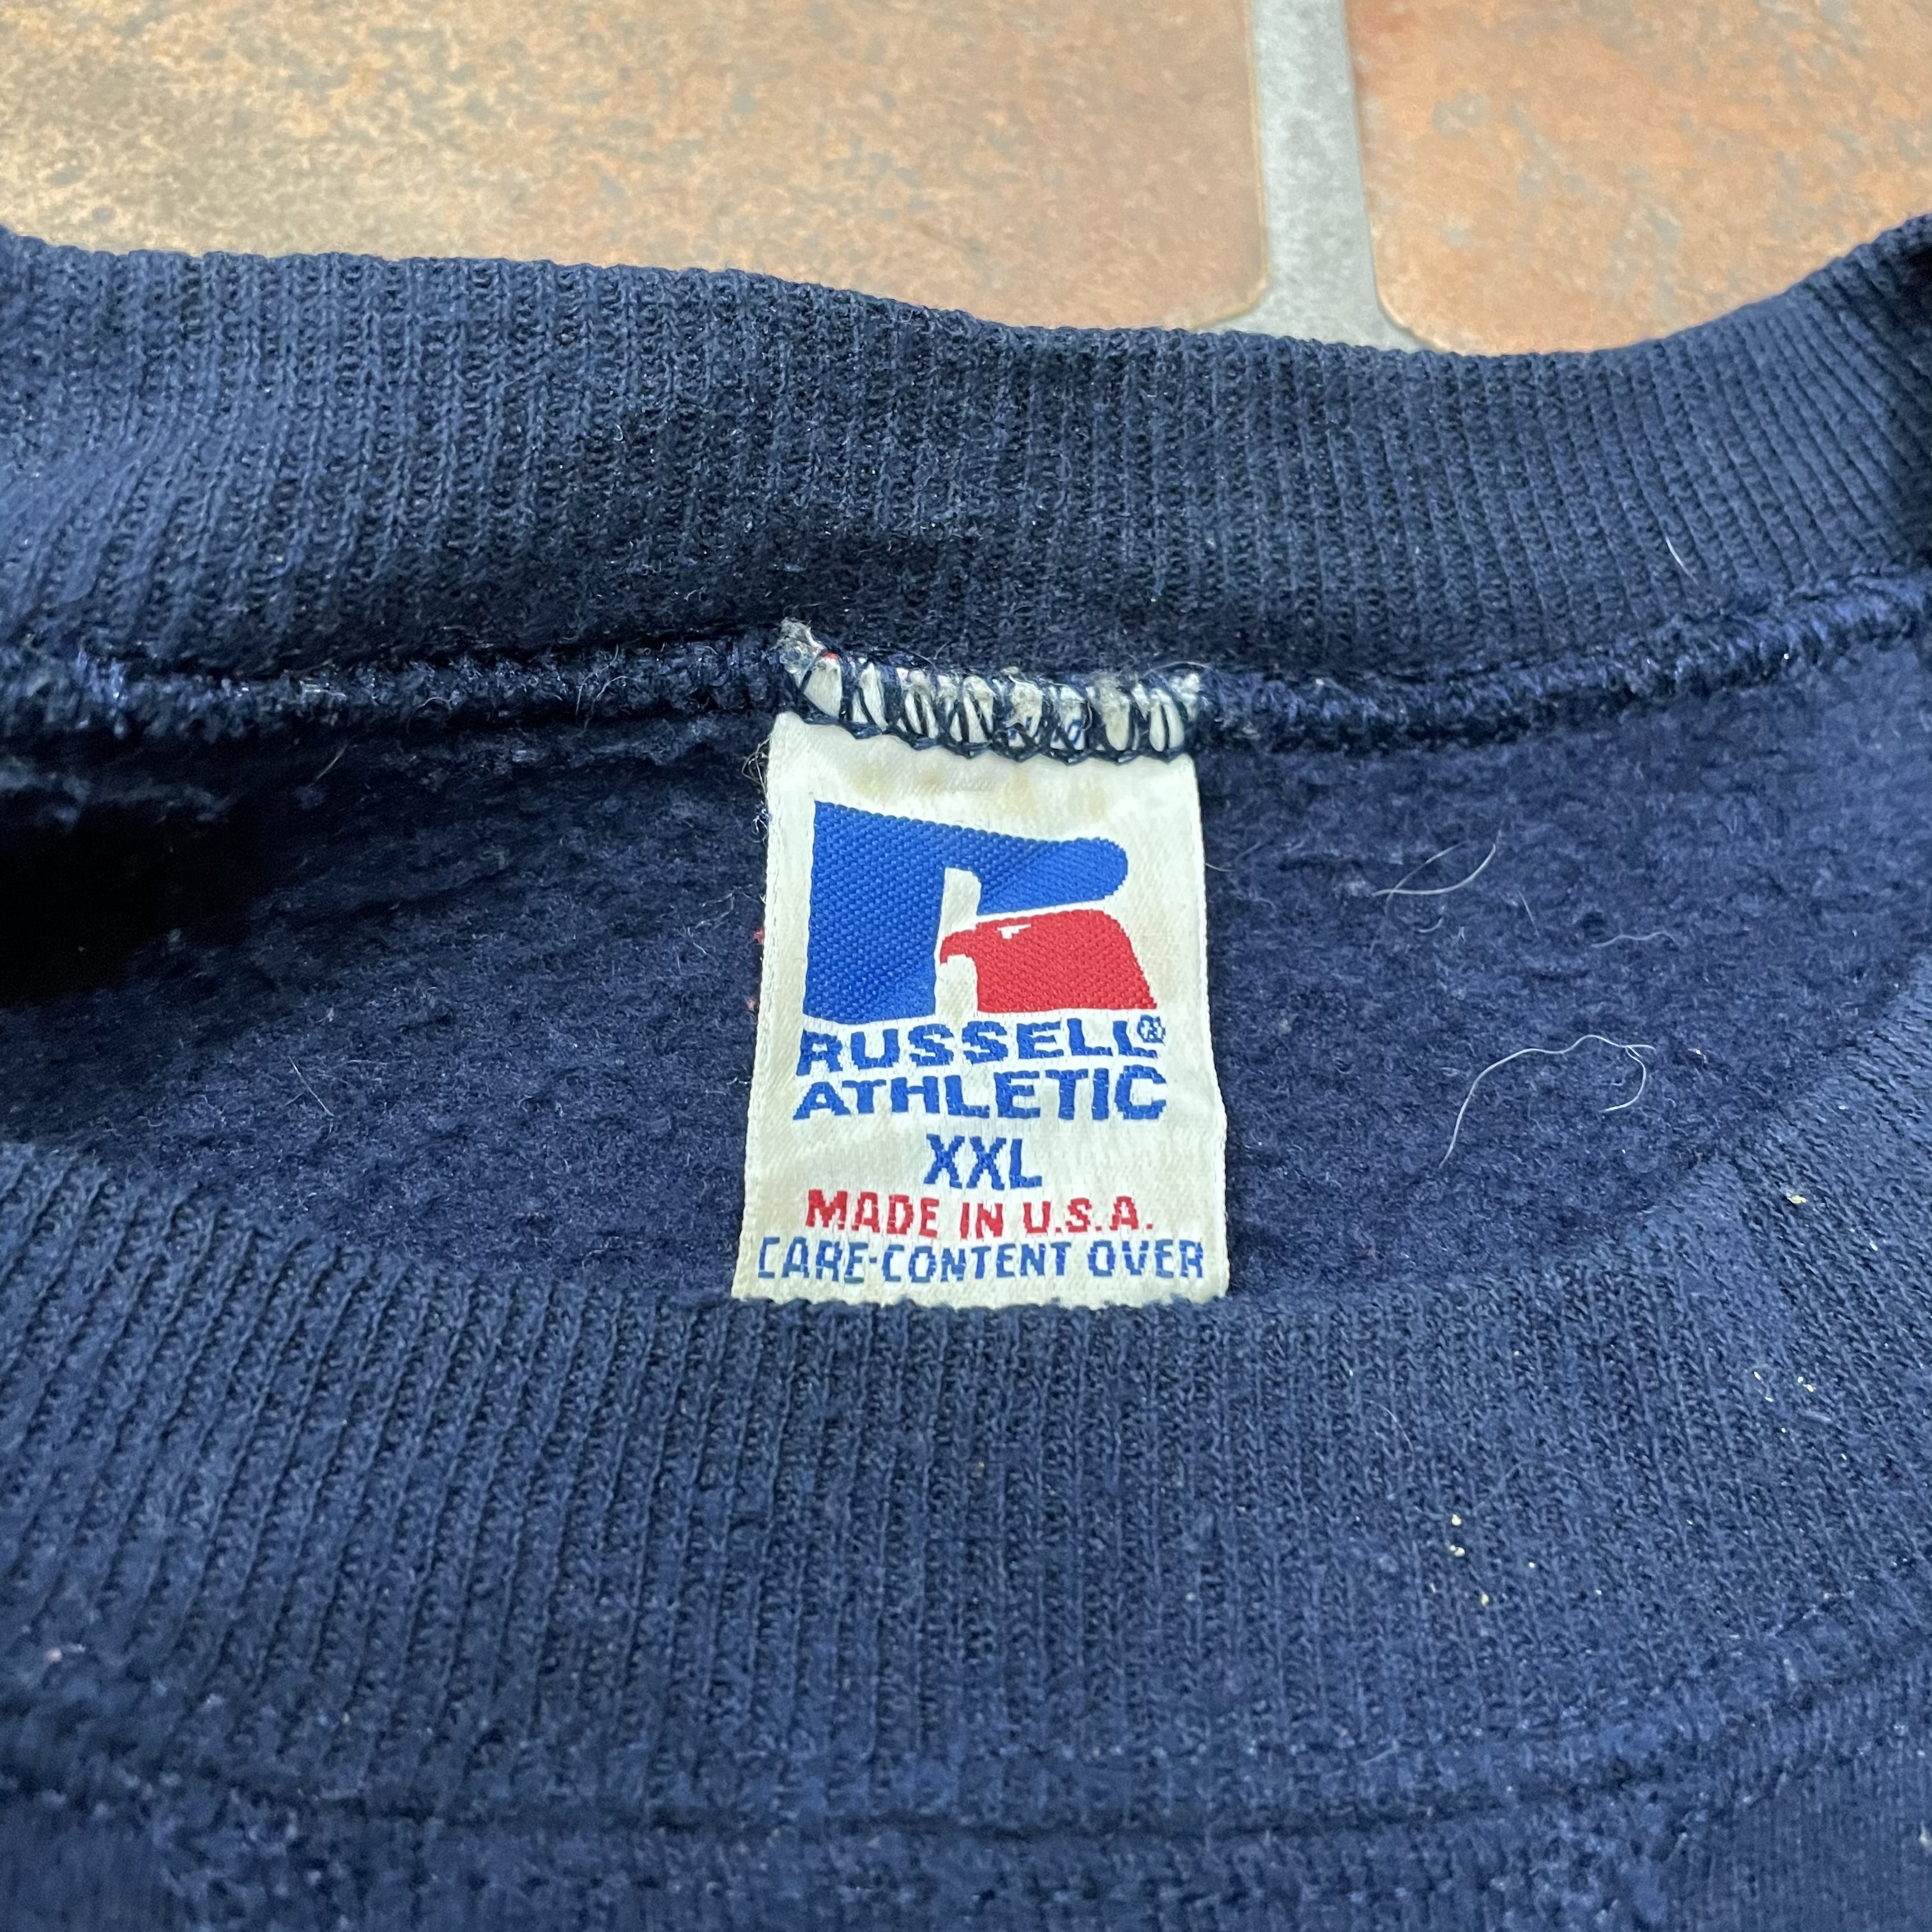 RUSSELL®
ATHLETIC
XXL
MADE IN U.S.A.
CARE-CONTENT OVER